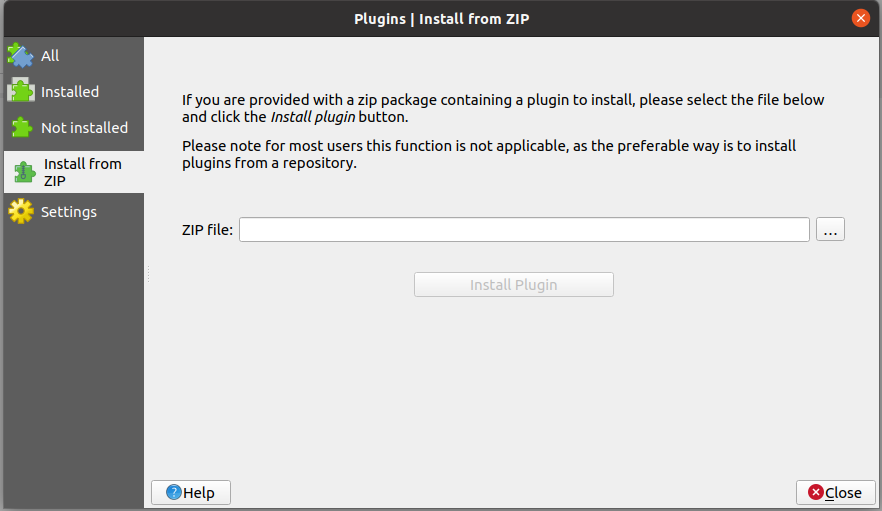 Plugins | Install from ZIP
All
Installed
Not installed
Install from
ZIP
Settings
If you are provided with a zip package containing a plugin to install, please select the file below
and click the Install plugin button.
Please note for most users this function is not applicable, as the preferable way is to install
plugins from a repository.
ZIP file:
...
Install Plugin
Help
Close